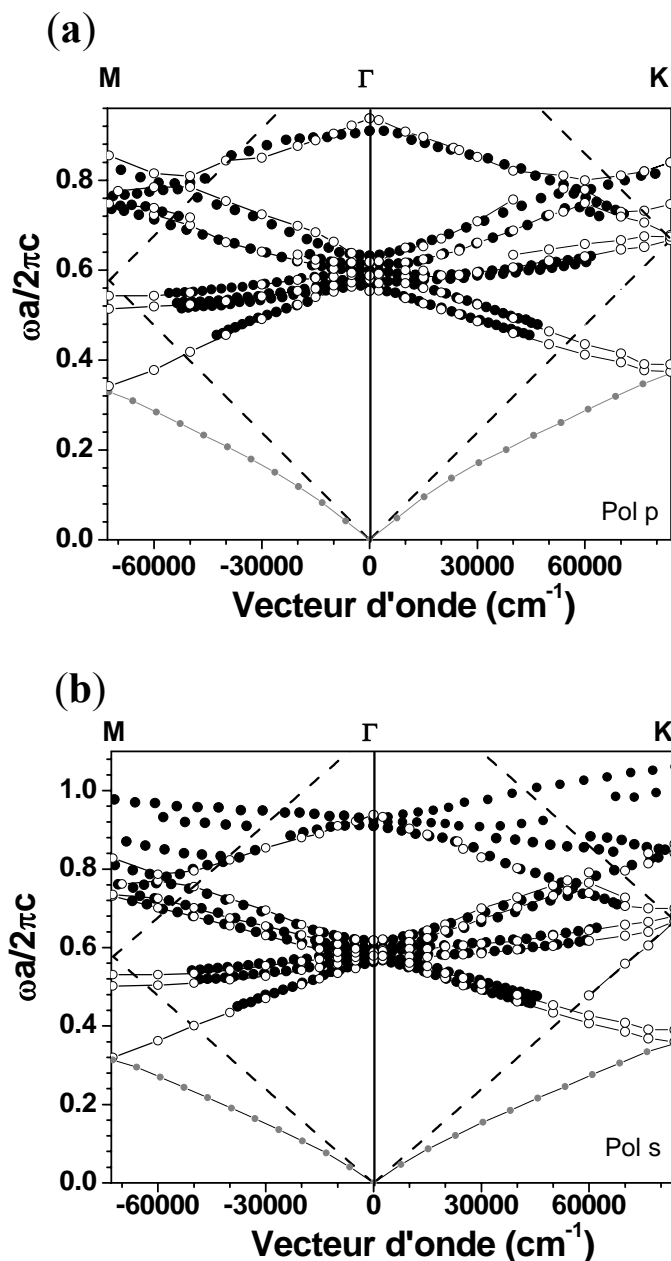 (a)
M Γ K
0.8
0.6
0.4
0.2
0.0
ωa/2πc
Pol p
-60000 -30000 0 30000 60000
Vecteur d'onde (cm⁻¹)
(b)
M Γ K
1.0
0.8
0.6
0.4
0.2
0.0
ωa/2πc
Pol s
-60000 -30000 0 30000 60000
Vecteur d'onde (cm⁻¹)